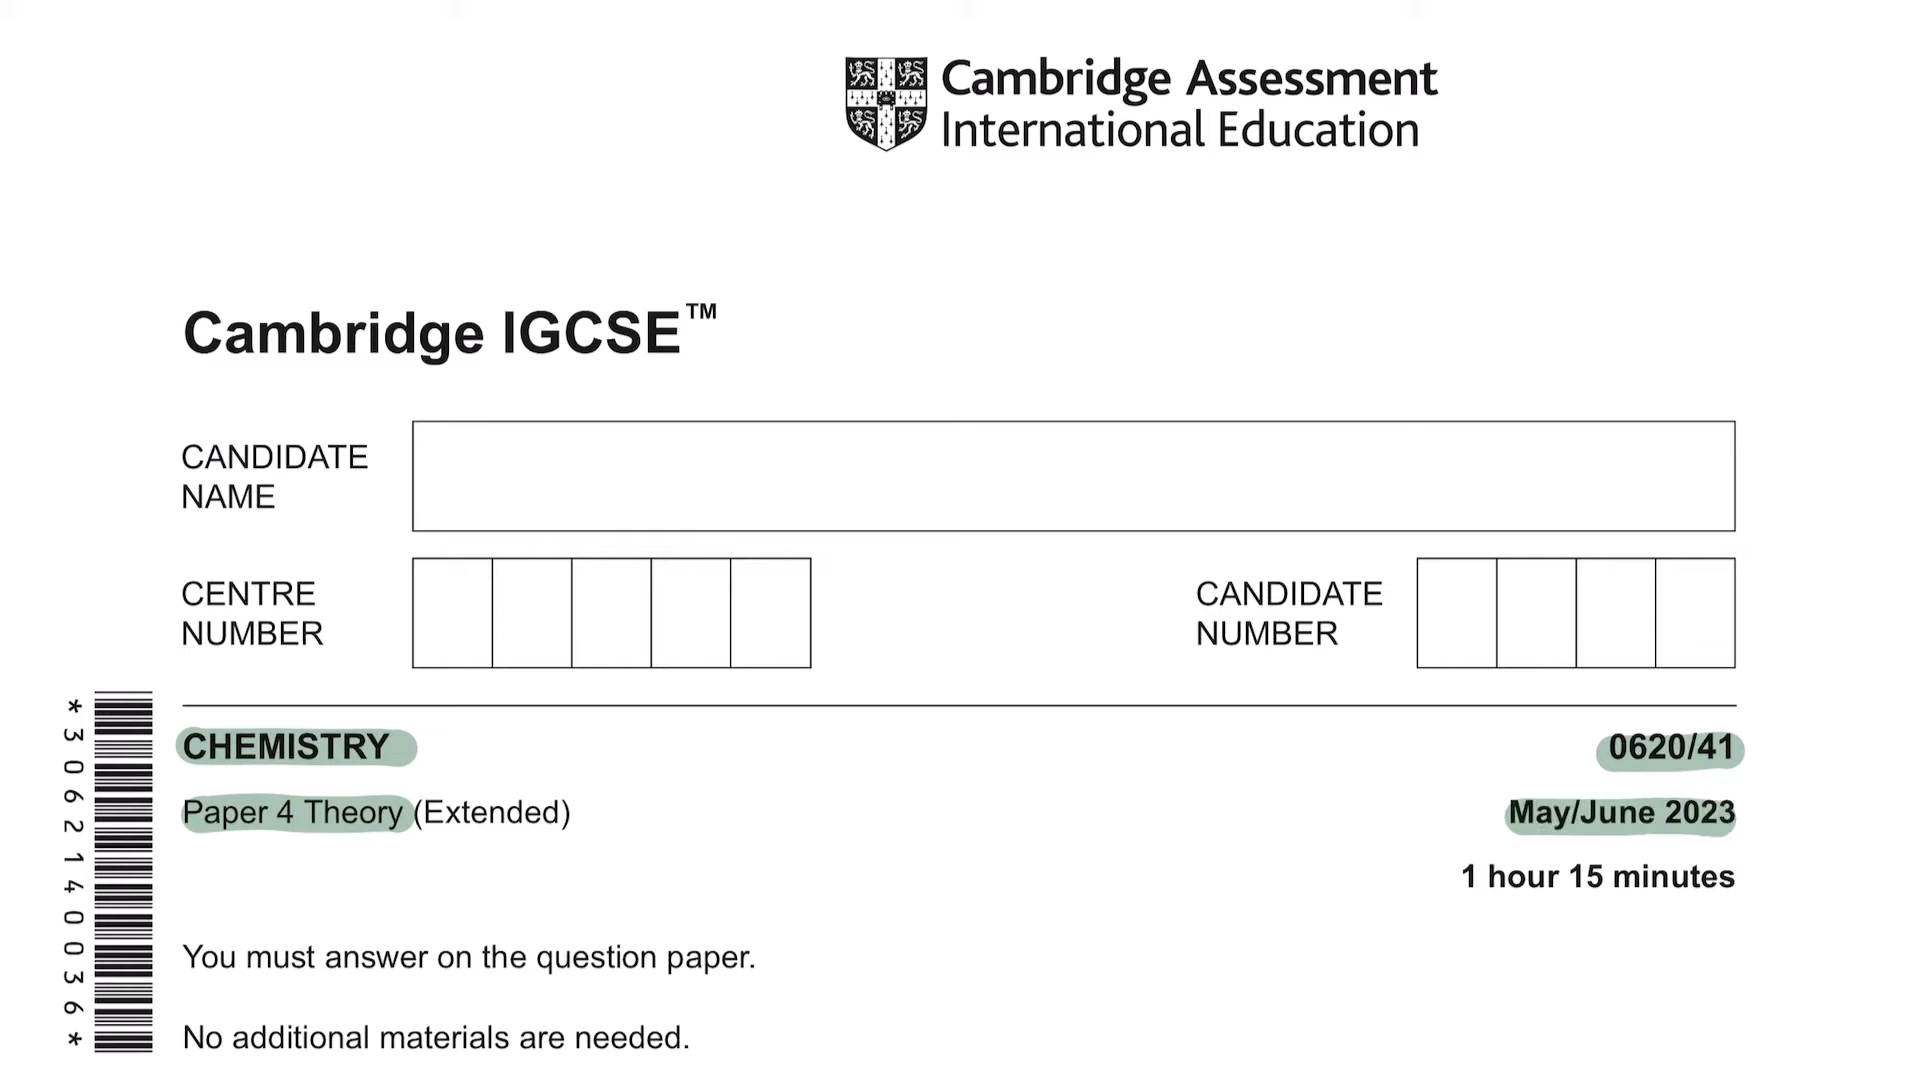 Cambridge Assessment
International Education
Cambridge IGCSE™
CANDIDATE
NAME
CENTRE
NUMBER
CANDIDATE
NUMBER
*3062140036*
CHEMISTRY
0620/41
Paper 4 Theory (Extended)
May/June 2023
1 hour 15 minutes
You must answer on the question paper.
No additional materials are needed.